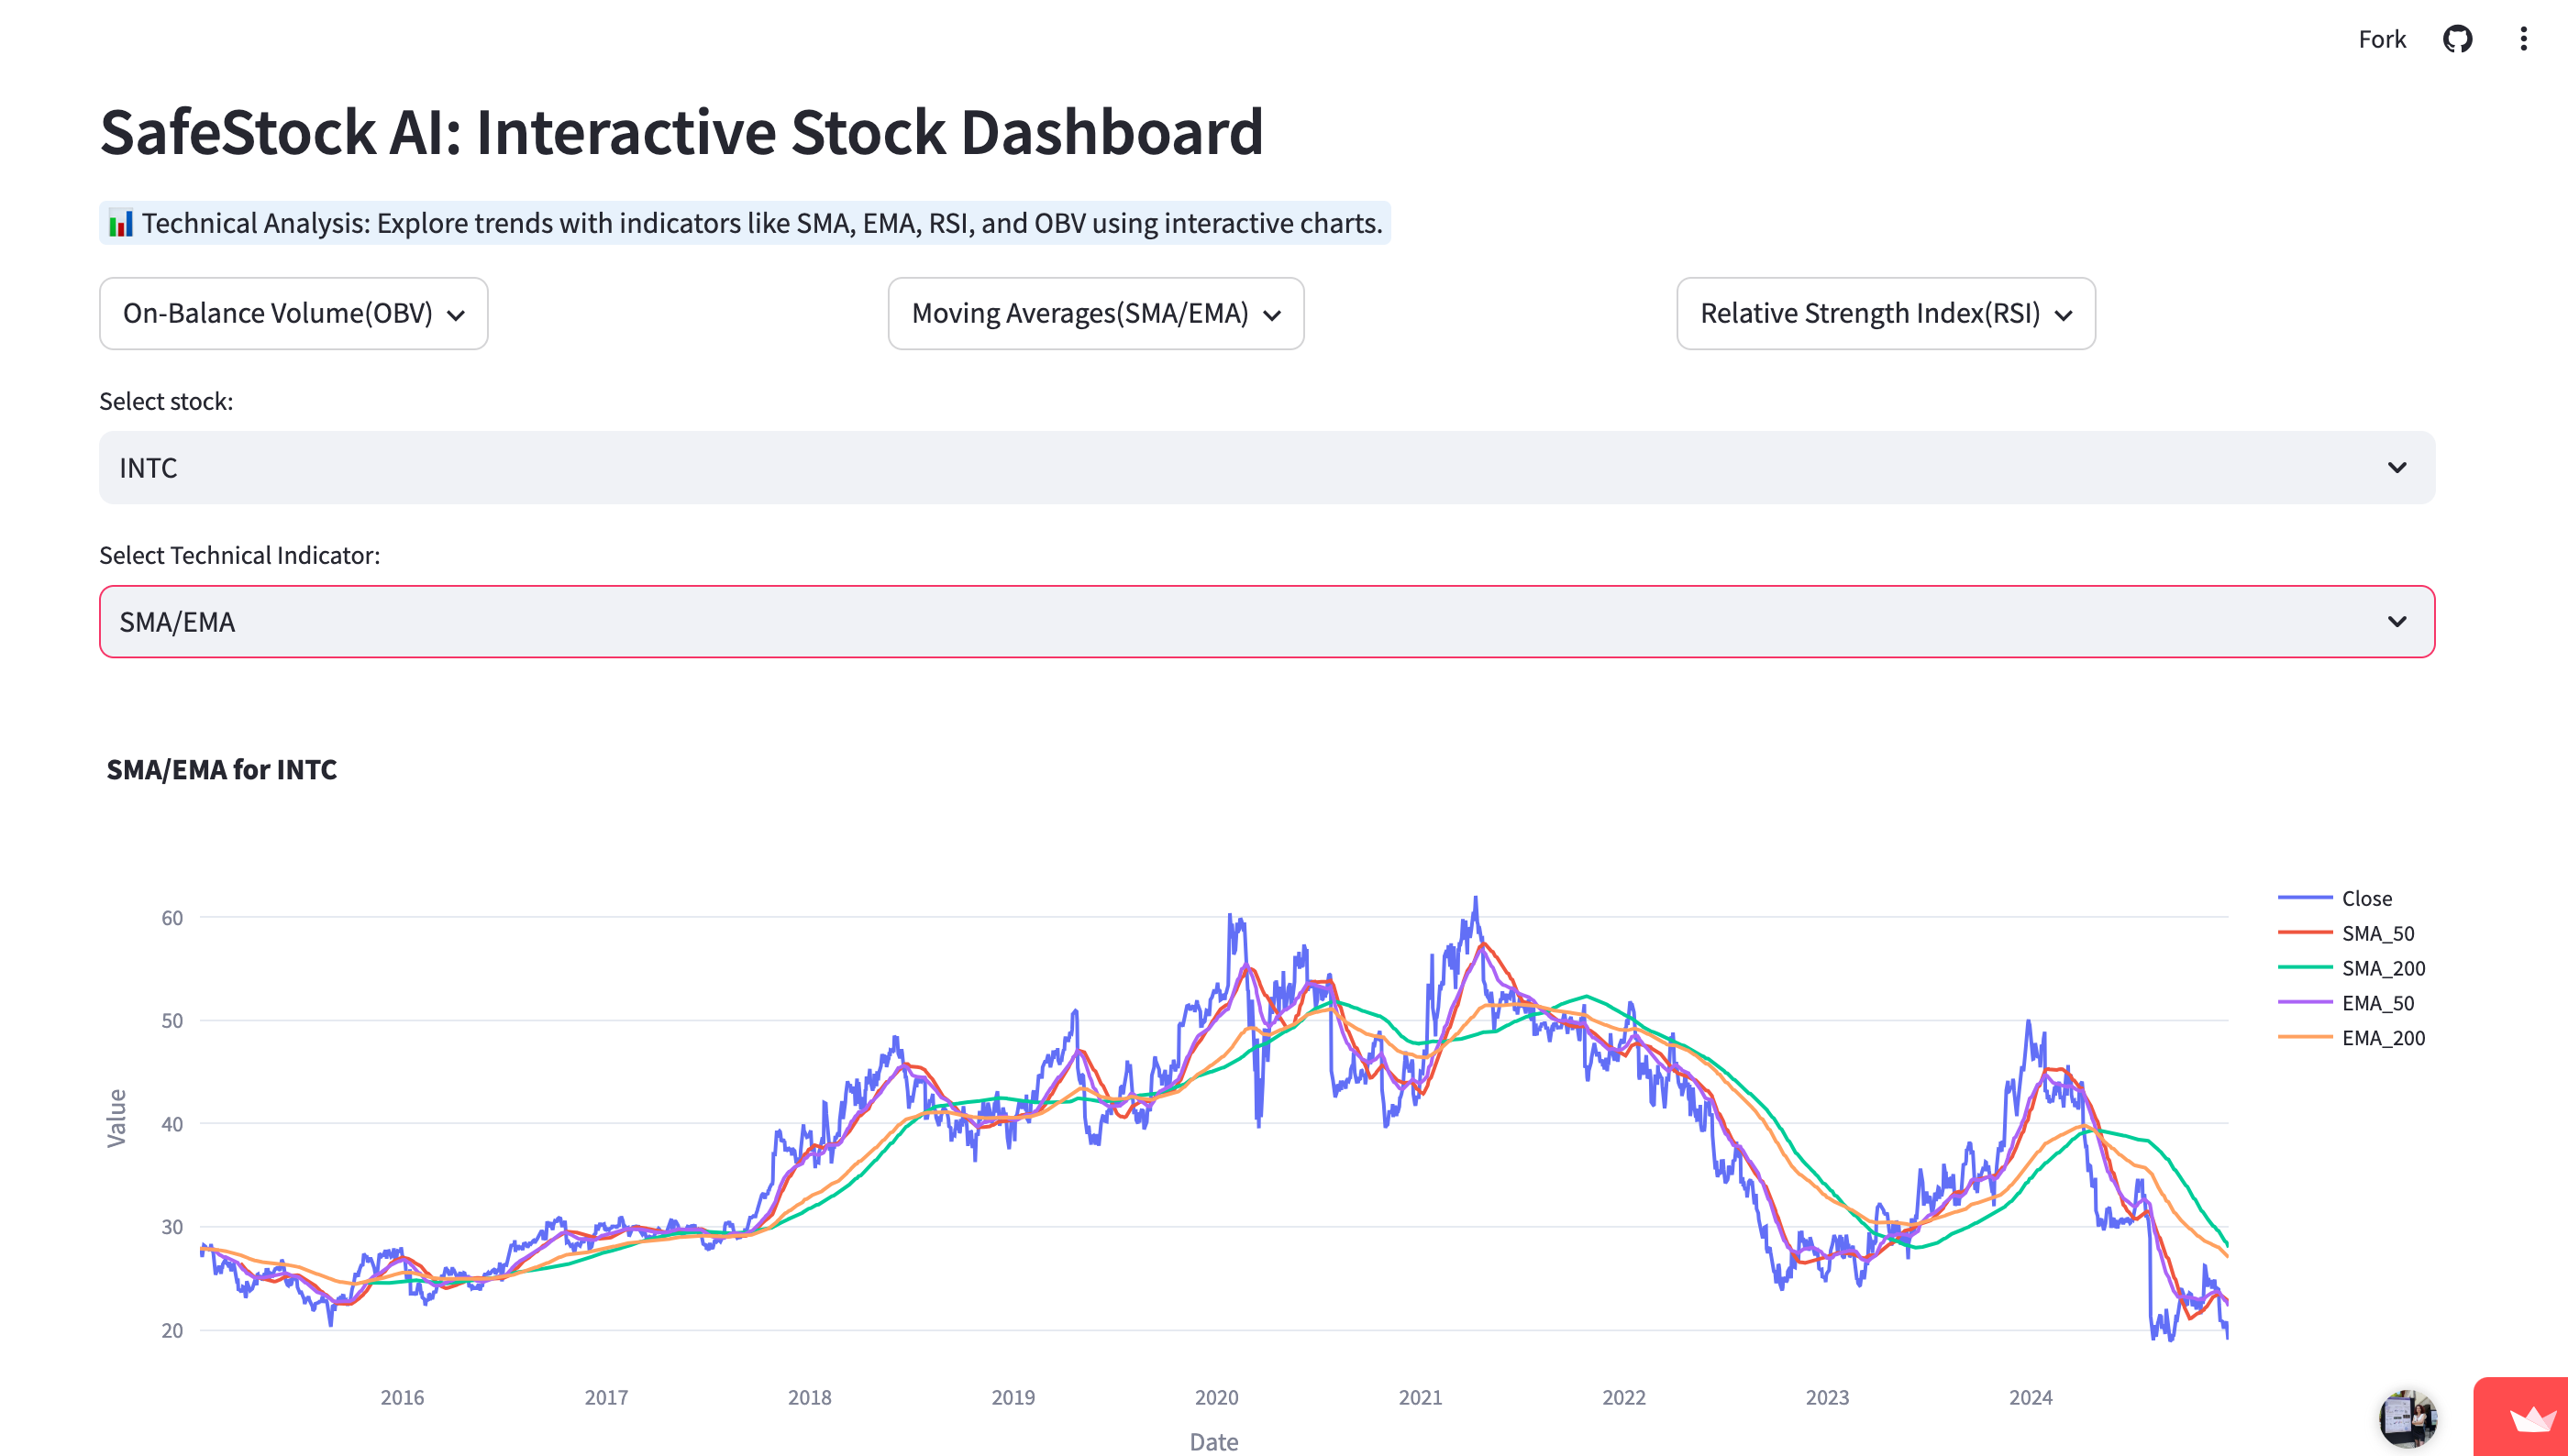 Fork
SafeStock AI: Interactive Stock Dashboard
📊 Technical Analysis: Explore trends with indicators like SMA, EMA, RSI, and OBV using interactive charts.
On-Balance Volume(OBV)
Moving Averages(SMA/EMA)
Relative Strength Index(RSI)
Select stock:
INTC
Select Technical Indicator:
SMA/EMA
SMA/EMA for INTC
Close
SMA_50
SMA_200
EMA_50
EMA_200
Value
60
50
40
30
20
2016
2017
2018
2019
2020
2021
2022
2023
2024
Date